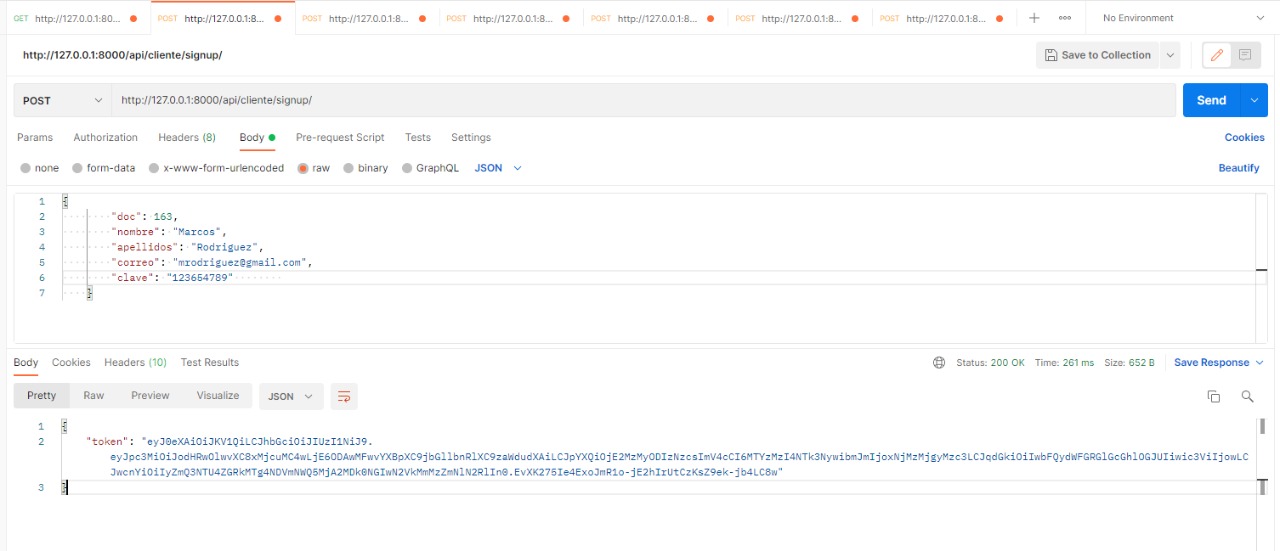 GET http://127.0.0.1:80... POST http://127.0.0.1:8... POST http://127.0.0.1:8... POST http://127.0.0.1:8... POST http://127.0.0.1:8... POST http://127.0.0.1:8... POST http://127.0.0.1:8... No Environment
http://127.0.0.1:8000/api/cliente/signup/ Save to Collection
POST http://127.0.0.1:8000/api/cliente/signup/ Send
Params Authorization Headers (8) Body Pre-request Script Tests Settings Cookies
none form-data x-www-form-urlencoded raw binary GraphQL JSON Beautify
1 {
2 "doc": 163,
3 "nombre": "Marcos",
4 "apellidos": "Rodriguez",
5 "correo": "mrodriguez@gmail.com",
6 "clave": "123654789"
7 }
Body Cookies Headers (10) Test Results Status: 200 OK Time: 261 ms Size: 652 B Save Response
Pretty Raw Preview Visualize JSON
1 {
2 "token": "eyJ0eXAiOiJKV1QiLCJhbGciOiJIUzI1NiJ9.
eyJpc3MiOiJodHRwOlwvXC8xMjcuMC4wLjE6ODAwMFwvYXBpXC9jbGllbnRlXC9zaWdudXAiLCJpYXQiOjE2MzMyODIzNzcsImV4cCI6MTYzMzI4NTk3NywibmJmIjoxNjMzMjgyMzc3LCJqdGkiOiIwbFQydWFGRGlGcGhlOGJUIiwic3ViIjowLC
JwcnYiOiIyZmQ3NTU4ZGRkMTg4NDVmNWQ5MjA2MDk0NGIwN2VkMmMzZmNlN2RlIn0.EvXK275Ie4ExoJmR1o-jE2hIrUtCzKsZ9ek-jb4LC8w"
3 }